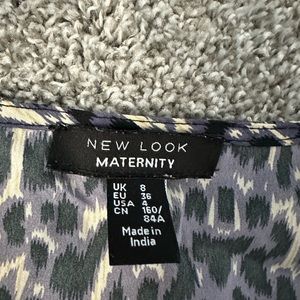 NEW LOOK
MATERNITY
UK 8
EU 36
USA 4
CN 160/
84A
Made in
India